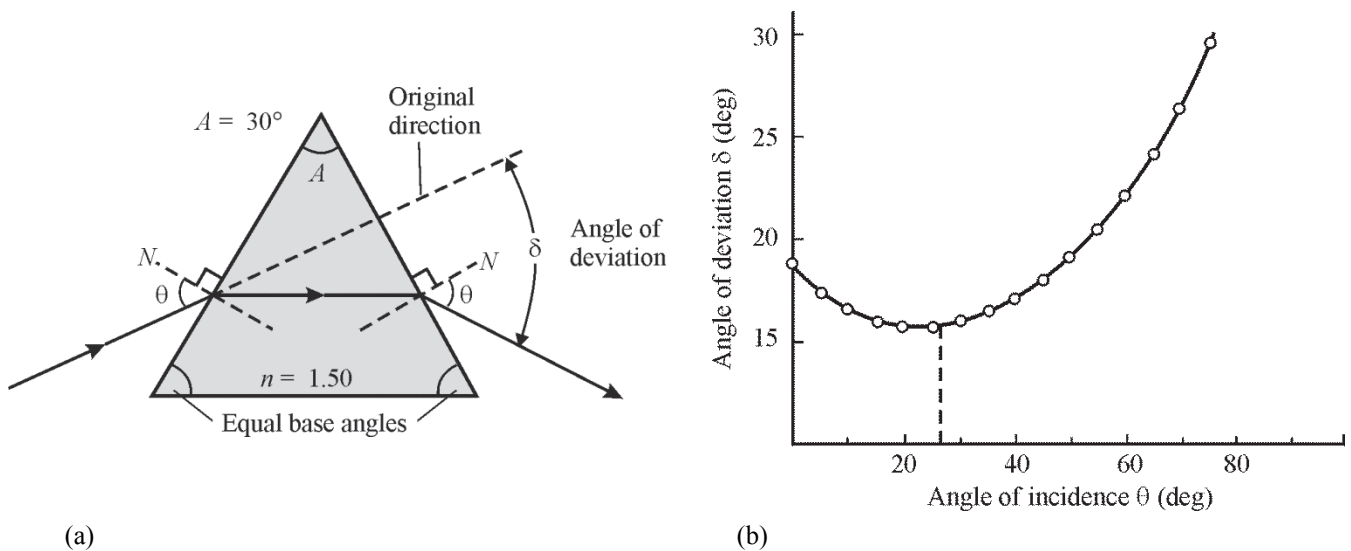 A = 30°
Original
direction
A
N
N
θ
θ
δ
Angle of
deviation
n = 1.50
Equal base angles
(a)
Angle of deviation δ (deg)
30
25
20
15
20 40 60 80
Angle of incidence θ (deg)
(b)